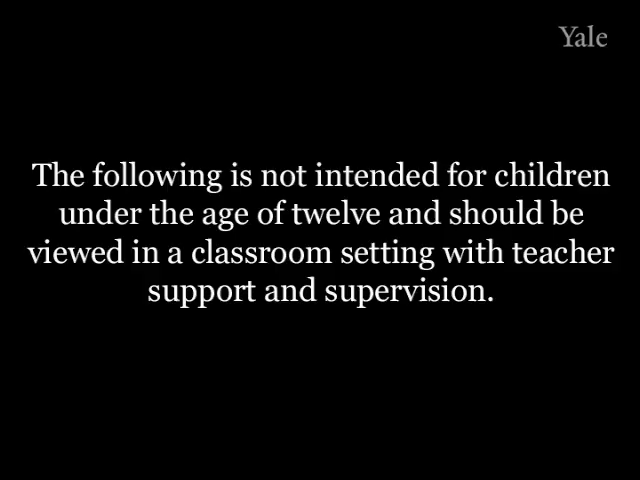 Yale
The following is not intended for children
under the age of twelve and should be
viewed in a classroom setting with teacher
support and supervision.